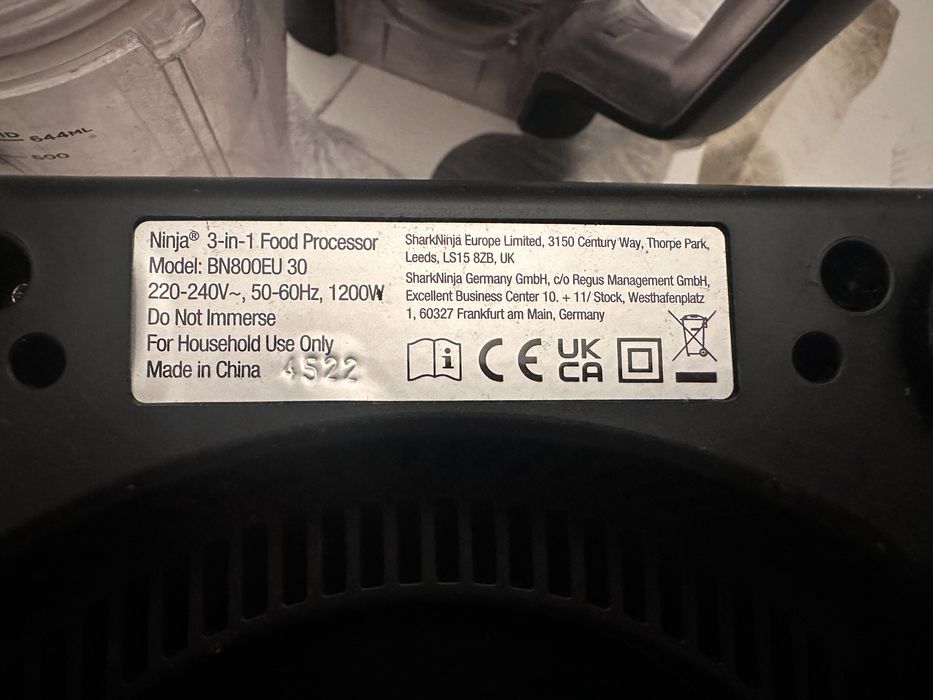 644ML
600
Ninja® 3-in-1 Food Processor
Model: BN800EU 30
220-240V~, 50-60Hz, 1200W
Do Not Immerse
For Household Use Only
Made in China 4522
SharkNinja Europe Limited, 3150 Century Way, Thorpe Park,
Leeds, LS15 8ZB, UK
SharkNinja Germany GmbH, c/o Regus Management GmbH,
Excellent Business Center 10. + 11/ Stock, Westhafenplatz
1, 60327 Frankfurt am Main, Germany
i CE UK
CA